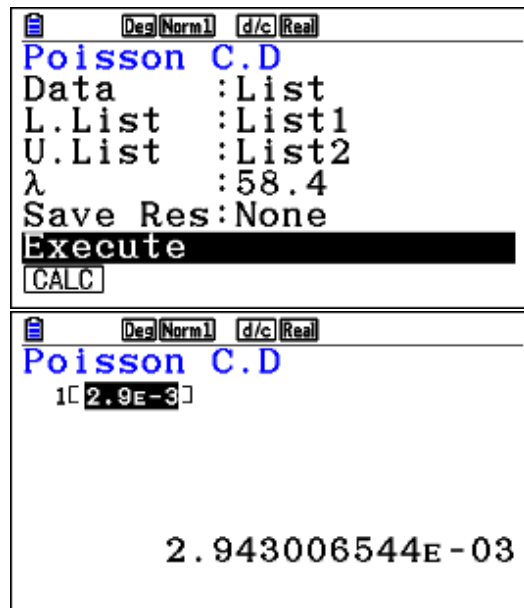 Deg Norm1 d/c Real
Poisson C.D
Data :List
L.List :List1
U.List :List2
λ :58.4
Save Res:None
Execute
CALC
Deg Norm1 d/c Real
Poisson C.D
1[2.9E-3]
2.943006544E-03